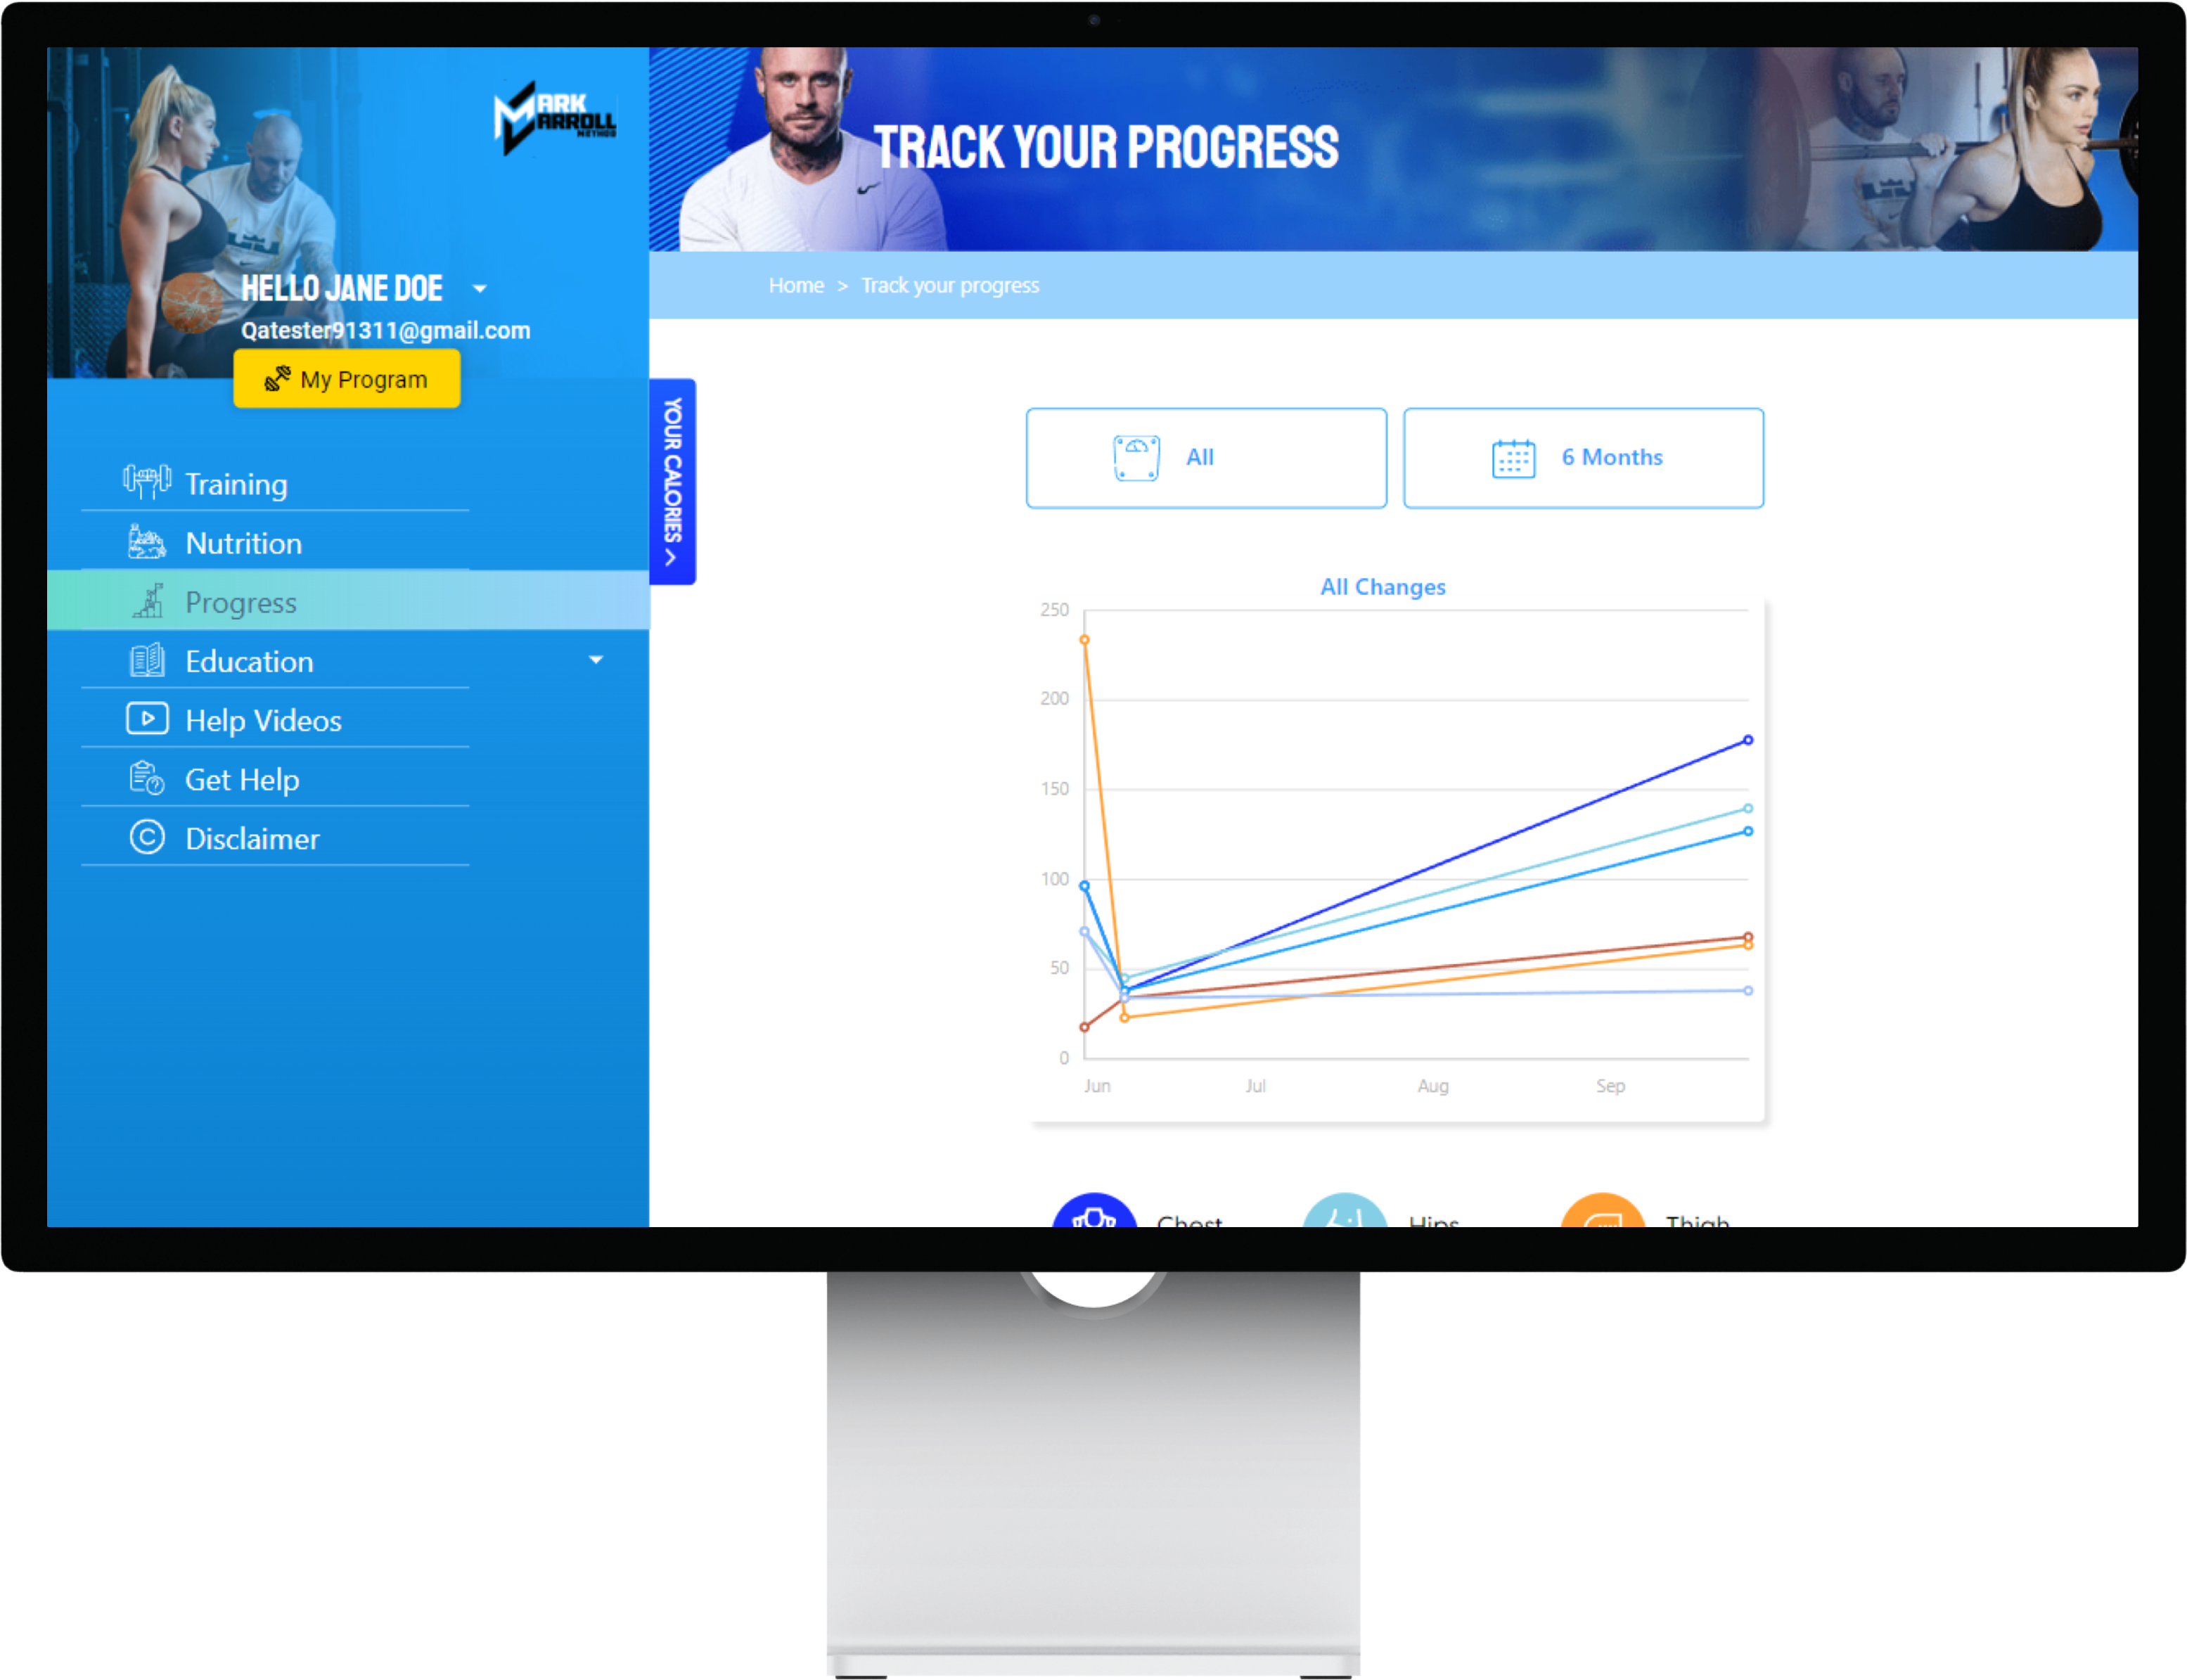 MARK
CARROLL
METHOD
HELLO JANE DOE
Qatester91311@gmail.com
My Program
Training
Nutrition
Progress
Education
Help Videos
Get Help
Disclaimer
TRACK YOUR PROGRESS
Home > Track your progress
YOUR CALORIES >
All
6 Months
All Changes
250
200
150
100
50
0
Jun
Jul
Aug
Sep
Chest
Hips
Thigh